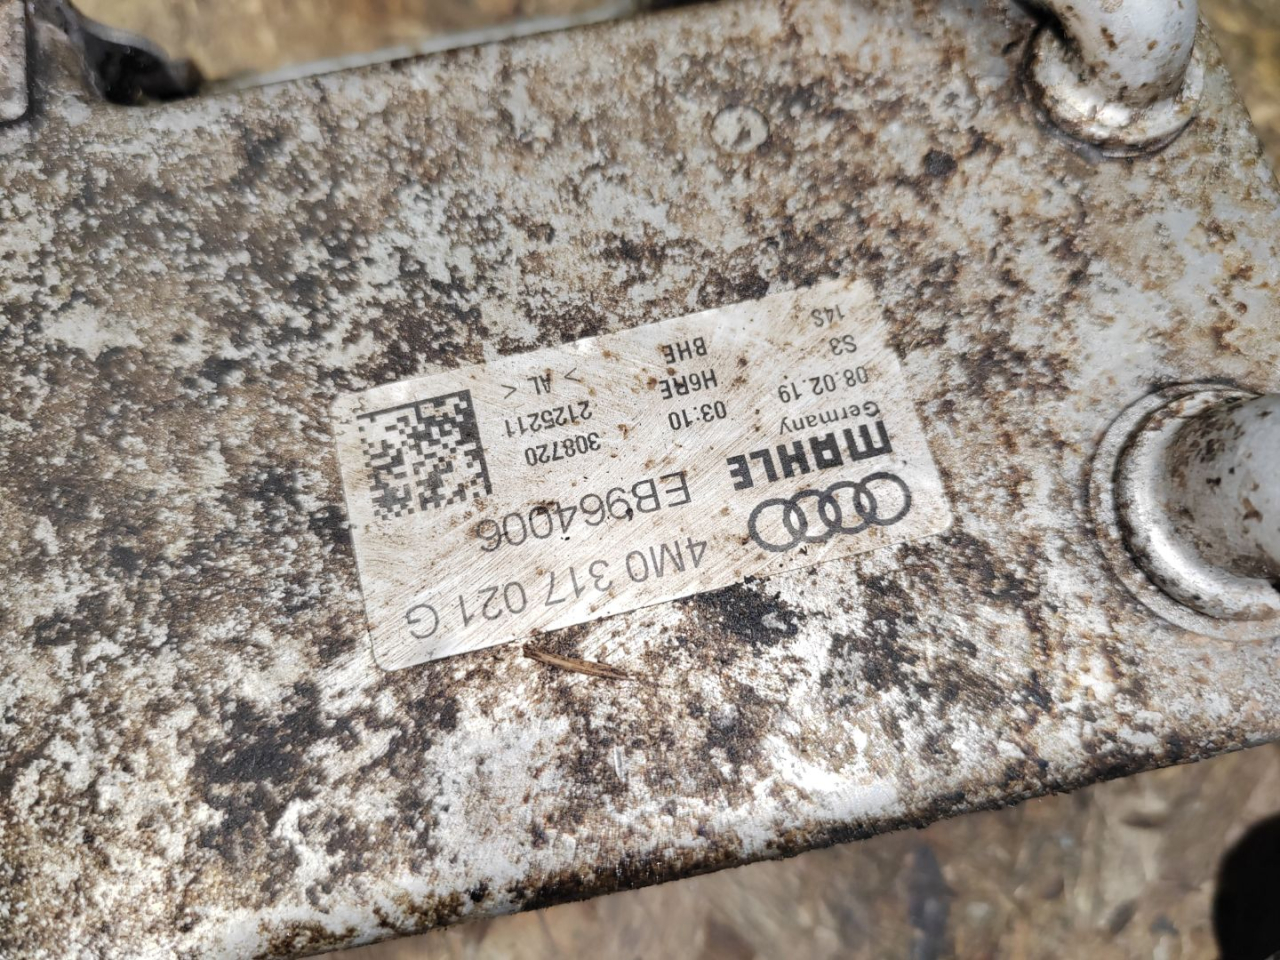 4M0 317 021 G
EB964006
MAHLE
Germany
308720
08.02.19
03:10
2125211
S3
H6RE
> AL <
14S
BHE